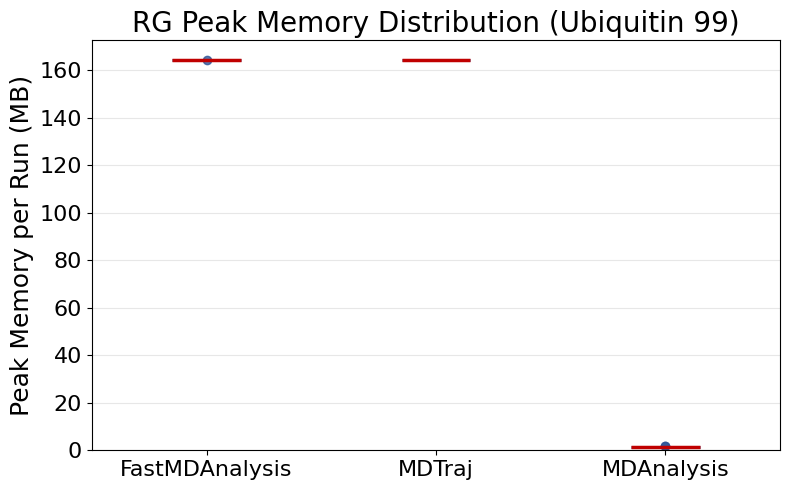 RG Peak Memory Distribution (Ubiquitin 99)
Peak Memory per Run (MB)
160
140
120
100
80
60
40
20
0
FastMDAnalysis
MDTraj
MDAnalysis